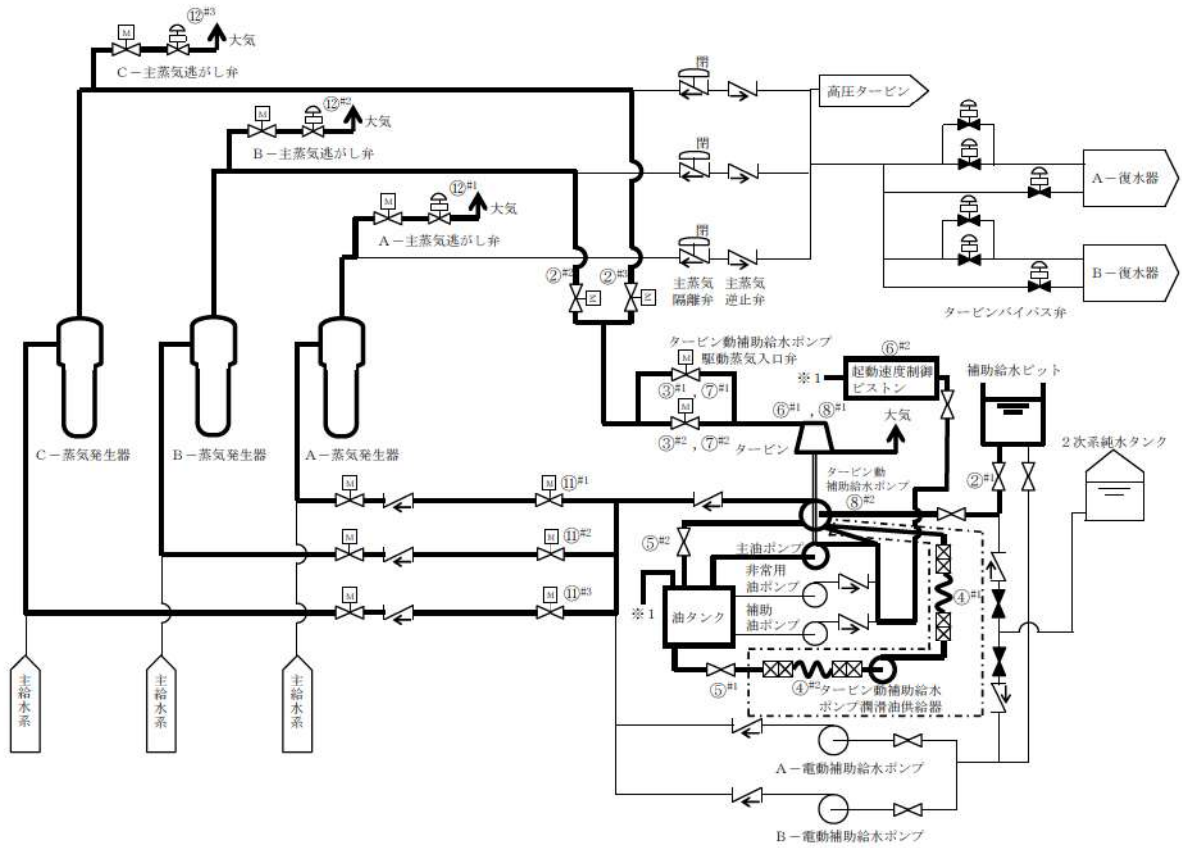 ⑫#3
M
大気
C-主蒸気逃がし弁
閉
高圧タービン
⑫#2
M
大気
B-主蒸気逃がし弁
閉
A-復水器
⑫#1
M
大気
A-主蒸気逃がし弁
閉
B-復水器
②#2
②#3
M
M
主蒸気
隔離弁
主蒸気
逆止弁
タービンバイパス弁
タービン動補助給水ポンプ
駆動蒸気入口弁
M
③#1,⑦#1
M
③#2,⑦#2
⑥#1,⑧#1
タービン
大気
⑥#2
※1
起動速度制御
ピストン
補助給水ピット
2次系純水タンク
C-蒸気発生器
B-蒸気発生器
A-蒸気発生器
タービン動
補助給水ポンプ
⑧#2
②#1
M
M
⑪#1
M
M
⑪#2
M
M
⑪#3
⑤#2
主油ポンプ
非常用
油ポンプ
補助
油ポンプ
※1
油タンク
④#1
⑤#1
④#2
タービン動補助給水
ポンプ潤滑油供給器
主給水系
主給水系
主給水系
A-電動補助給水ポンプ
B-電動補助給水ポンプ